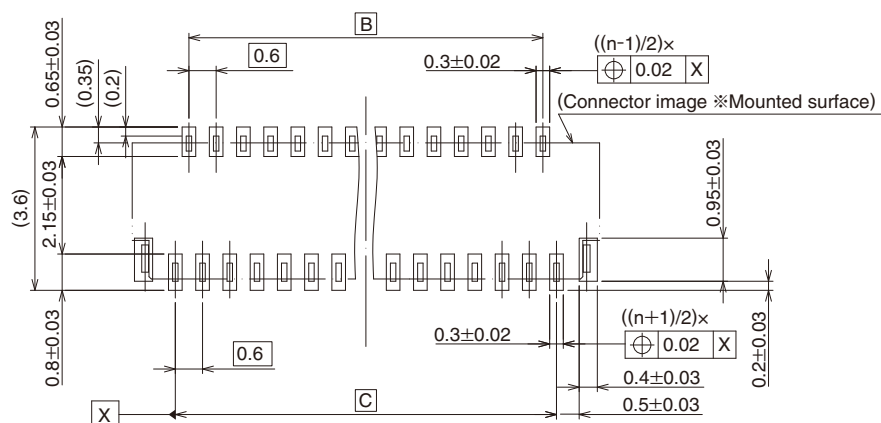 B
((n-1)/2)×
0.6
0.3±0.02
0.02 X
0.65±0.03
(0.35)
(0.2)
(Connector image ※Mounted surface)
(3.6)
2.15±0.03
0.95±0.03
0.8±0.03
0.6
0.3±0.02
((n+1)/2)×
0.02 X
0.2±0.03
0.4±0.03
X
C
0.5±0.03